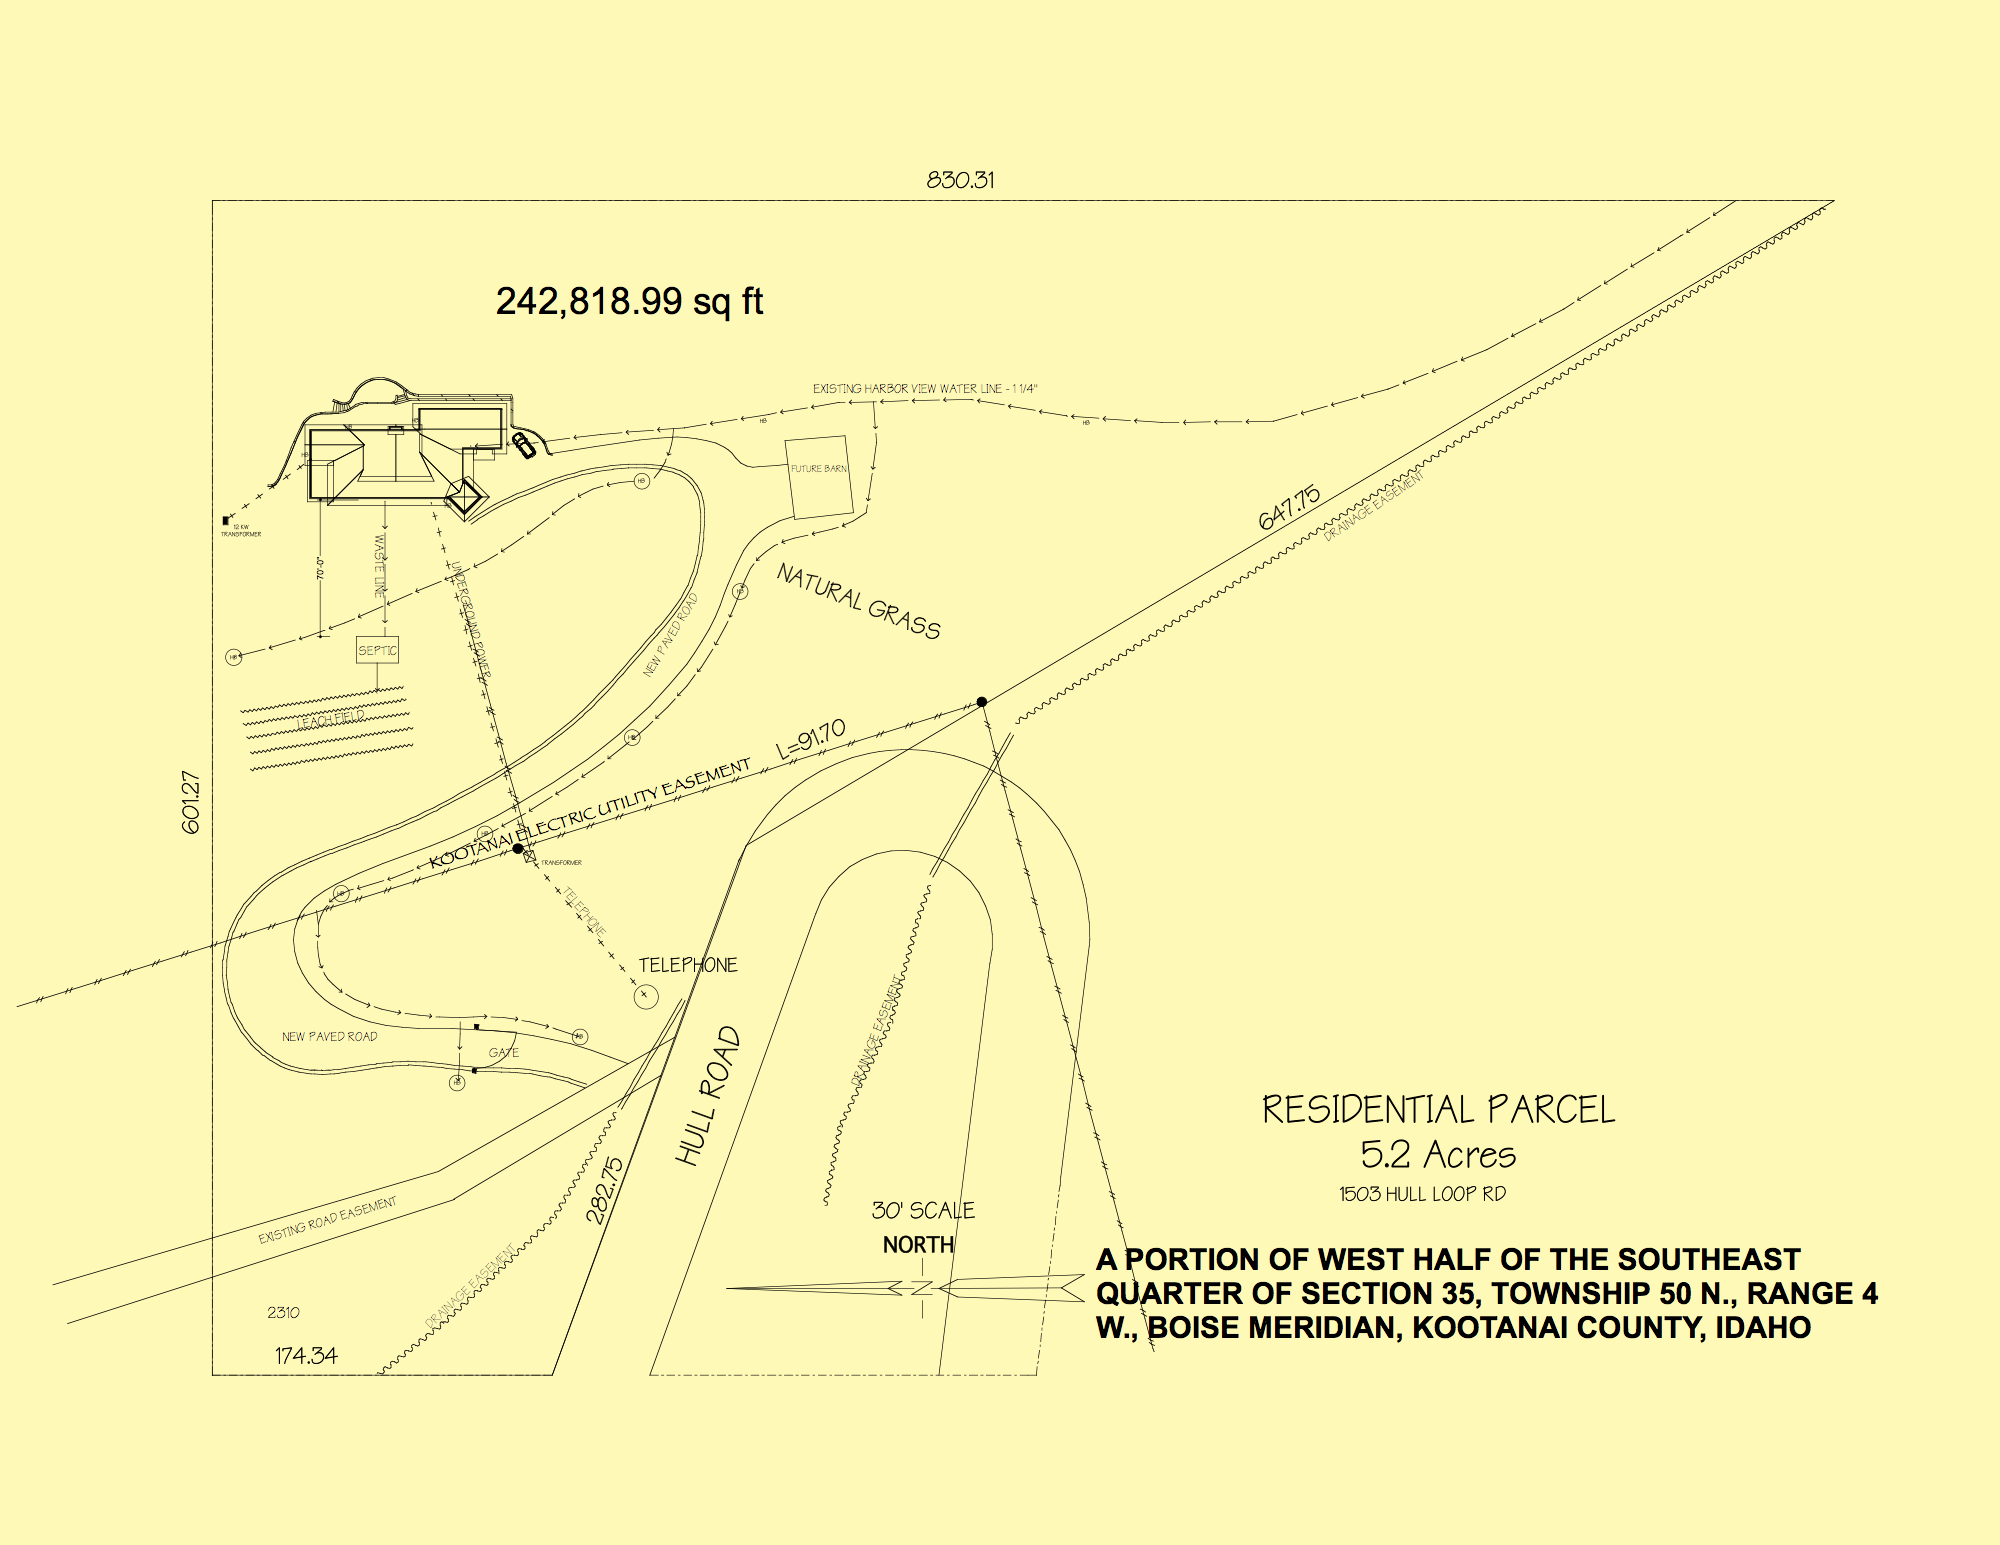 830.31
242,818.99 sq ft
EXISTING HARBOR VIEW WATER LINE - 1 1/4"
HB
HB
HB
HB
HB
FUTURE BARN
HB
647.75
DRAINAGE EASEMENT
12 KW
TRANSFORMER
70'-0"
WASTE LINE
UNDERGROUND POWER
NATURAL GRASS
HB
NEW PAVED ROAD
HB
SEPTIC
LEACH FIELD
HB
L=91.70
601.27
KOOTANAI ELECTRIC UTILITY EASEMENT
HB
TRANSFORMER
HB
TELEPHONE
TELEPHONE
DRAINAGE EASEMENT
NEW PAVED ROAD
HB
GATE
HB
HULL ROAD
RESIDENTIAL PARCEL
5.2 Acres
1503 HULL LOOP RD
282.75
EXISTING ROAD EASEMENT
30' SCALE
NORTH
DRAINAGE EASEMENT
A PORTION OF WEST HALF OF THE SOUTHEAST
QUARTER OF SECTION 35, TOWNSHIP 50 N., RANGE 4
W., BOISE MERIDIAN, KOOTANAI COUNTY, IDAHO
2310
174.34